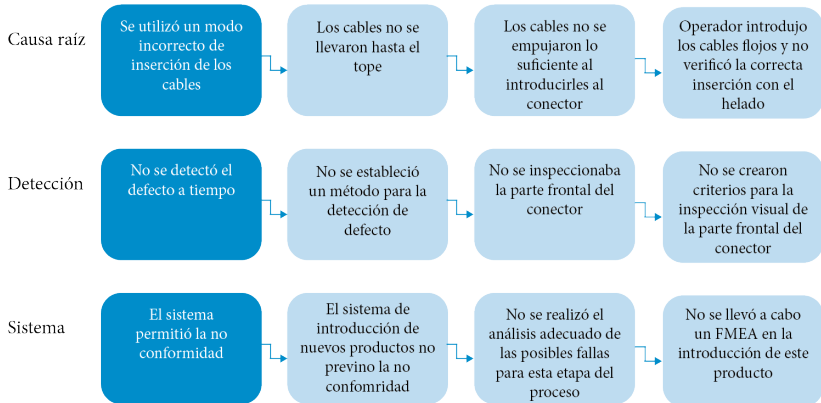 Causa raíz
Se utilizó un modo
incorrecto de
inserción de los
cables
Los cables no se
llevaron hasta el
tope
Los cables no se
empujaron lo
suficiente al
introducirles al
conector
Operador introdujo
los cables flojos y no
verificó la correcta
inserción con el
helado
Detección
No se detectó el
defecto a tiempo
No se estableció
un método para la
detección de
defecto
No se inspeccionaba
la parte frontal del
conector
No se crearon
criterios para la
inspección visual de
la parte frontal del
conector
Sistema
El sistema
permitió la no
conformidad
El sistema de
introducción de
nuevos productos no
previno la no
confomridad
No se realizó el
análisis adecuado de
las posibles fallas
para esta etapa del
proceso
No se llevó a cabo
un FMEA en la
introducción de este
producto